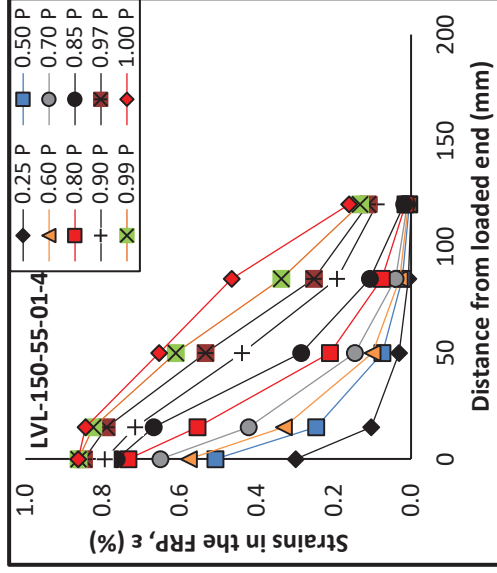 LVL-150-55-01-4
0.25 P
0.50 P
0.60 P
0.70 P
0.80 P
0.85 P
0.90 P
0.97 P
0.99 P
1.00 P
Strains in the FRP, ε (%)
1.0
0.8
0.6
0.4
0.2
0.0
0
50
100
150
200
Distance from loaded end (mm)